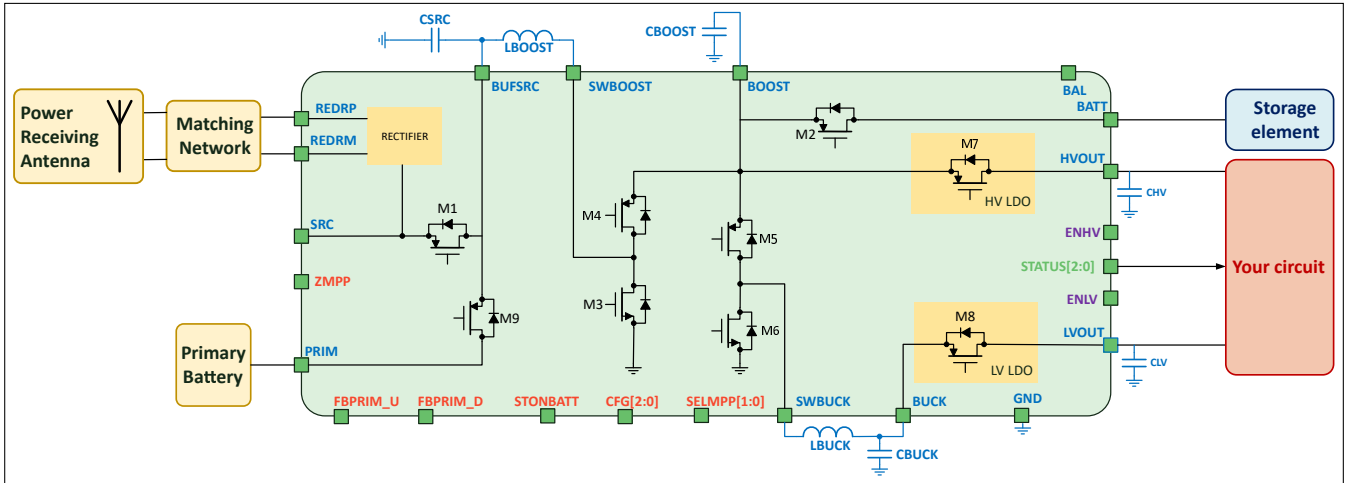 CSRC
LBOOST
CBOOST
BUFSRC
SWBOOST
BOOST
BAL
BATT
Power
Receiving
Antenna
Matching
Network
REDRP
REDRM
RECTIFIER
M2
Storage
element
M7
HVOUT
HV LDO
CHV
M1
SRC
M4
M5
ENHV
STATUS[2:0]
Your circuit
ZMPP
M3
M9
M6
ENLV
M8
LVOUT
LV LDO
CLV
Primary
Battery
PRIM
FBPRIM_U
FBPRIM_D
STONBATT
CFG[2:0]
SELMPP[1:0]
SWBUCK
BUCK
GND
LBUCK
CBUCK